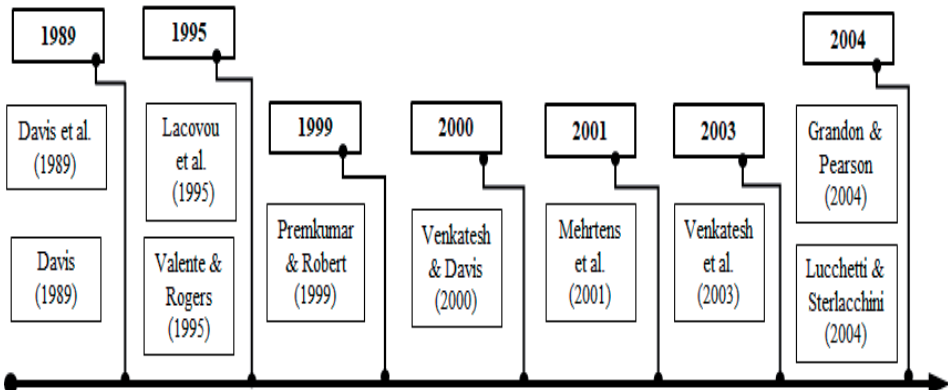 1989
Davis et al.
(1989)
Davis
(1989)
1995
Lacovou
et al.
(1995)
Valente &
Rogers
(1995)
1999
Premkumar
& Robert
(1999)
2000
Venkatesh
& Davis
(2000)
2001
Mehrtens
et al.
(2001)
2003
Venkatesh
et al.
(2003)
2004
Grandon &
Pearson
(2004)
Lucchetti &
Sterlacchini
(2004)